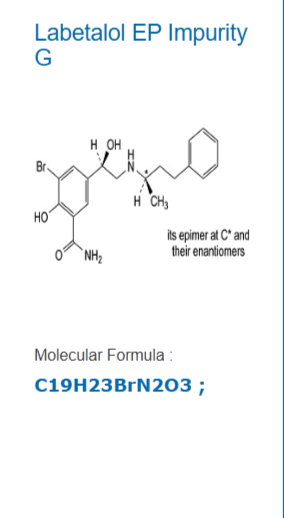 Labetalol EP Impurity
G
H OH
H
Br
N
H CH3
HO
its epimer at C* and
their enantiomers
O NH2
Molecular Formula :
C19H23BrN2O3 ;